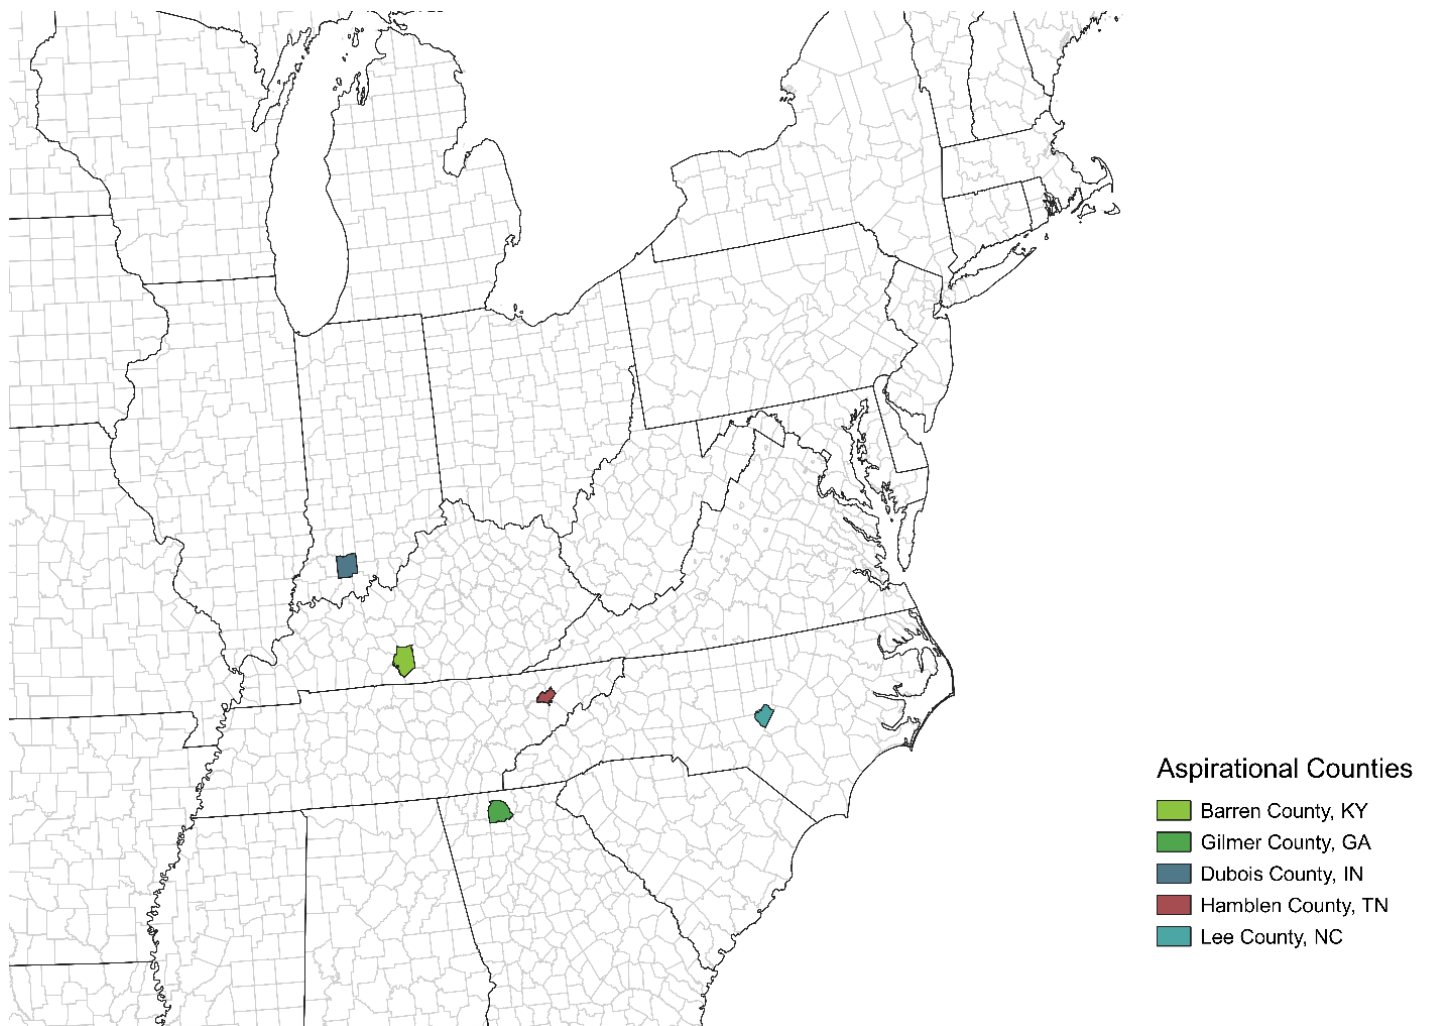 Aspirational Counties
Barren County, KY
Gilmer County, GA
Dubois County, IN
Hamblen County, TN
Lee County, NC